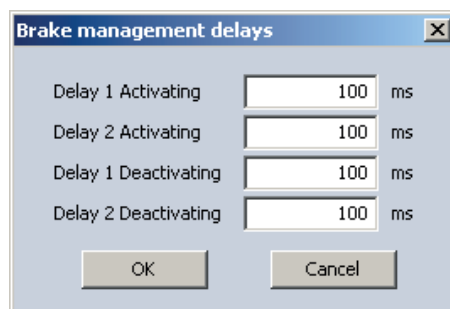 Brake management delays
Delay 1 Activating 100 ms
Delay 2 Activating 100 ms
Delay 1 Deactivating 100 ms
Delay 2 Deactivating 100 ms
OK Cancel